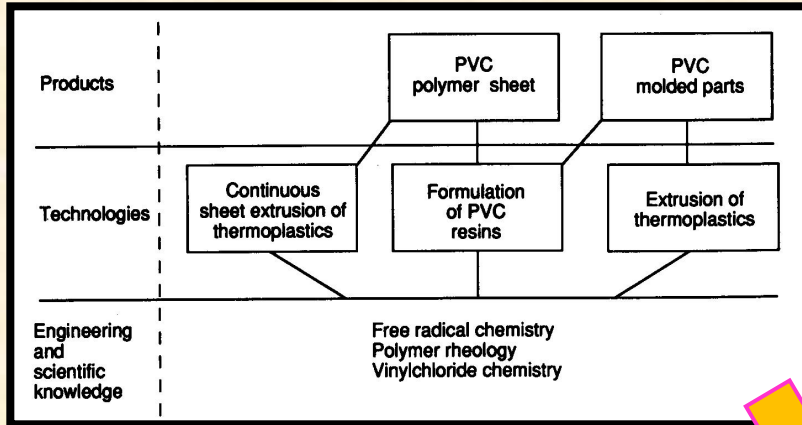 Products
PVC
polymer sheet
PVC
molded parts
Technologies
Continuous
sheet extrusion of
thermoplastics
Formulation
of PVC
resins
Extrusion of
thermoplastics
Engineering
and
scientific
knowledge
Free radical chemistry
Polymer rheology
Vinylchloride chemistry